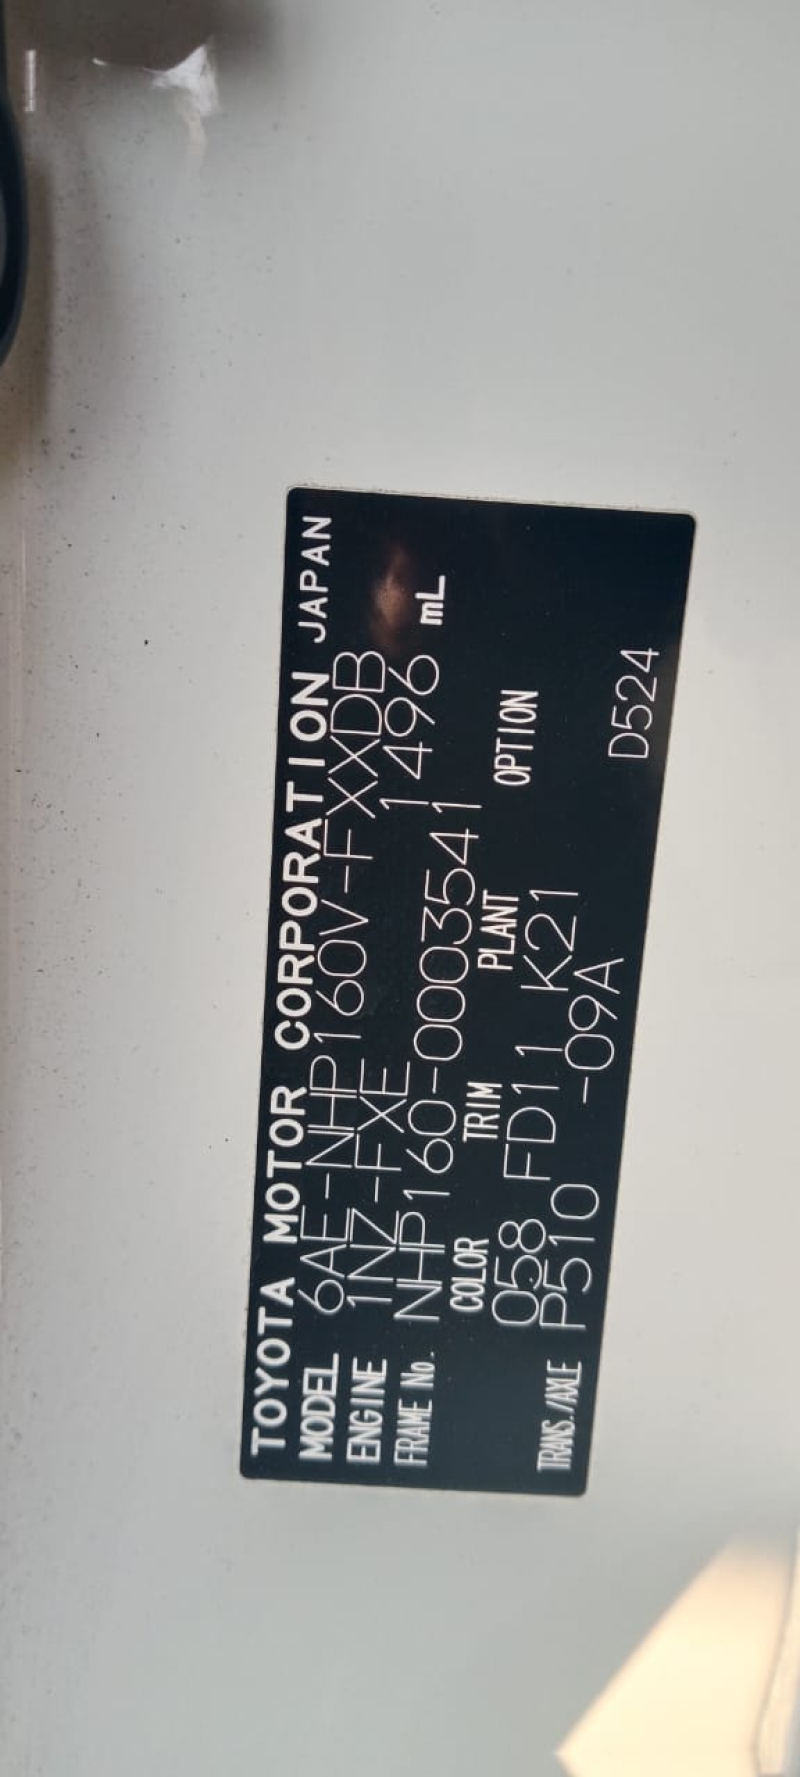 TOYOTA MOTOR CORPORATION JAPAN
MODEL 6AE-NHP160V-FXXDB
ENGINE 1NZ-FXE 1496 mL
FRAME No. NHP160-0003541
COLOR TRIM PLANT OPTION
058 FD11 K21
TRANS./AXLE P510 -09A D524